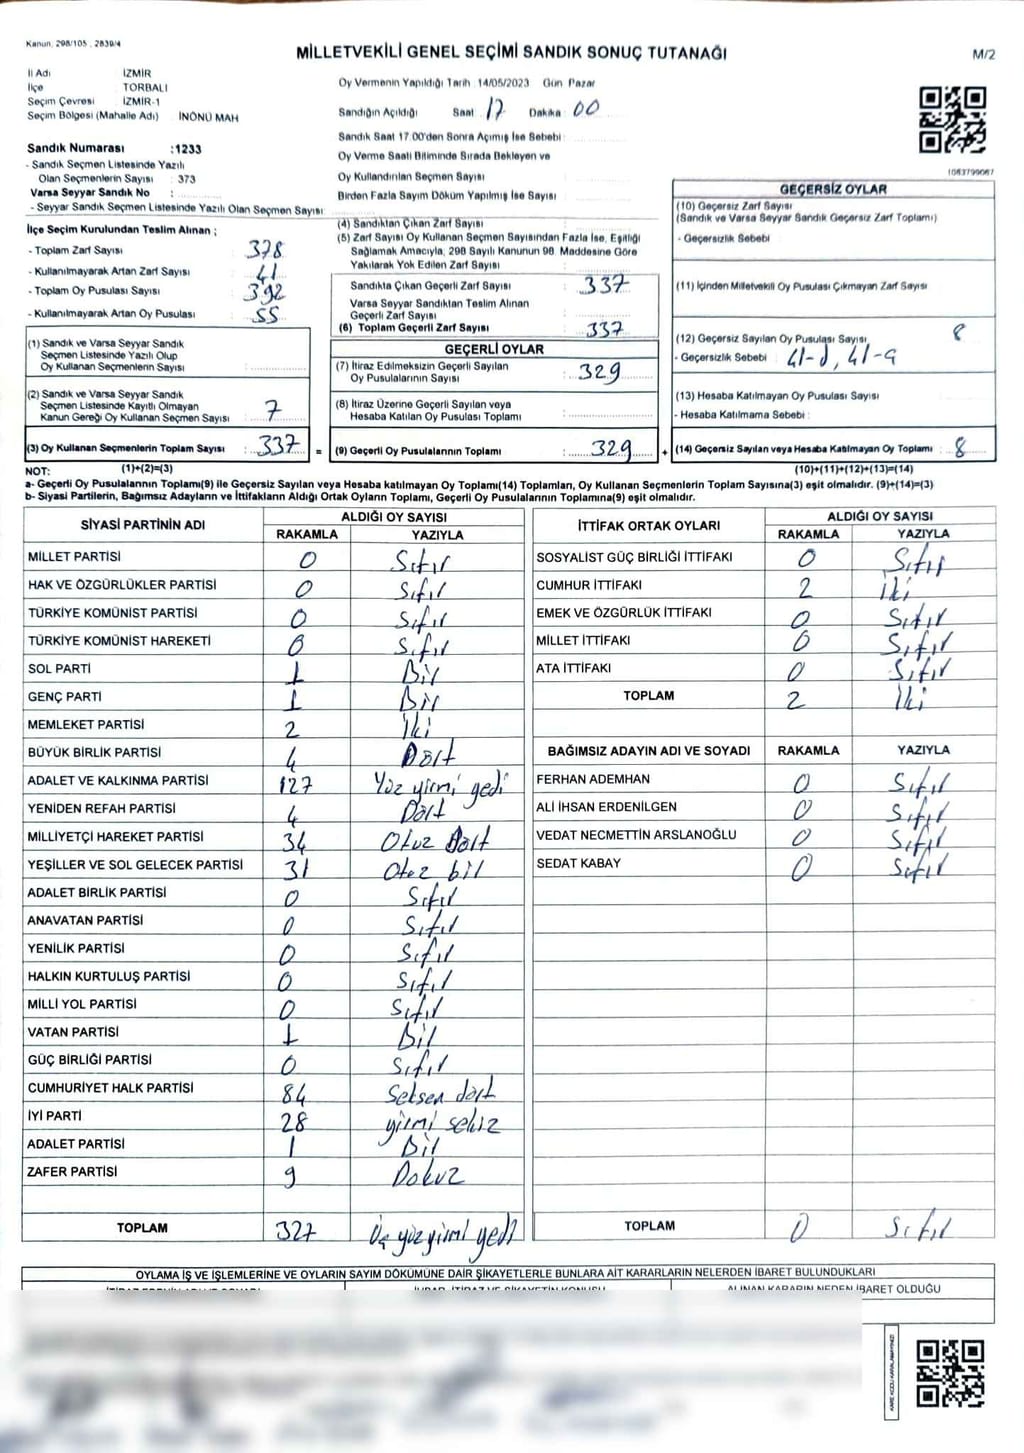 Kanun, 298/105 , 2839/4
MİLLETVEKİLİ GENEL SEÇİMİ SANDIK SONUÇ TUTANAĞI
M/2
İl Adı İZMİR
İlçe TORBALI
Seçim Çevresi İZMİR-1
Seçim Bölgesi (Mahalle Adı) : İNÖNÜ MAH
Sandık Numarası :1233
- Sandık Seçmen Listesinde Yazılı
Olan Seçmenlerin Sayısı : 373
Varsa Seyyar Sandık No :
- Seyyar Sandık Seçmen Listesinde Yazılı Olan Seçmen Sayısı:
İlçe Seçim Kurulundan Teslim Alınan ;
- Toplam Zarf Sayısı : 378
- Kullanılmayarak Artan Zarf Sayısı : 41
- Toplam Oy Pusulası Sayısı : 392
- Kullanılmayarak Artan Oy Pusulası : 55
(1) Sandık ve Varsa Seyyar Sandık
Seçmen Listesinde Yazılı Olup
Oy Kullanan Seçmenlerin Sayısı :
(2) Sandık ve Varsa Seyyar Sandık
Seçmen Listesinde Kayıtlı Olmayan
Kanun Gereği Oy Kullanan Seçmen Sayısı : 7
(3) Oy Kullanan Seçmenlerin Toplam Sayısı : 337 =
Oy Vermenin Yapıldığı Tarih : 14/05/2023 Gün Pazar
Sandığın Açıldığı Saat : 17 Dakika : 00
Sandık Saat 17.00'den Sonra Açımış İse Sebebi :
Oy Verme Saati Bitiminde Sırada Bekleyen ve
Oy Kullandırılan Seçmen Sayısı :
Birden Fazla Sayım Döküm Yapılmış İse Sayısı :
(4) Sandıktan Çıkan Zarf Sayısı :
(5) Zarf Sayısı Oy Kullanan Seçmen Sayısından Fazla İse, Eşitliği
Sağlamak Amacıyla, 298 Sayılı Kanunun 98. Maddesine Göre
Yakılarak Yok Edilen Zarf Sayısı :
Sandıkta Çıkan Geçerli Zarf Sayısı : 337
Varsa Seyyar Sandıktan Teslim Alınan
Geçerli Zarf Sayısı :
(6) Toplam Geçerli Zarf Sayısı : 337
GEÇERLİ OYLAR
(7) İtiraz Edilmeksizin Geçerli Sayılan
Oy Pusulalarının Sayısı : 329
(8) İtiraz Üzerine Geçerli Sayılan veya
Hesaba Katılan Oy Pusulası Toplamı :
(9) Geçerli Oy Pusulalarının Toplamı : 329 +
1083799067
GEÇERSİZ OYLAR
(10) Geçersiz Zarf Sayısı :
(Sandık ve Varsa Seyyar Sandık Geçersiz Zarf Toplamı)
- Geçersizlik Sebebi :
(11) İçinden Milletvekili Oy Pusulası Çıkmayan Zarf Sayısı
(12) Geçersiz Sayılan Oy Pusulası Sayısı 8
- Geçersizlik Sebebi : 41-d, 41-g
(13) Hesaba Katılmayan Oy Pusulası Sayısı
- Hesaba Katılmama Sebebi :
(14) Geçersiz Sayılan veya Hesaba Katılmayan Oy Toplamı : 8
NOT: (1)+(2)=(3) (10)+(11)+(12)+(13)=(14)
a- Geçerli Oy Pusulalarının Toplamı(9) ile Geçersiz Sayılan veya Hesaba katılmayan Oy Toplamı(14) Toplamları, Oy Kullanan Seçmenlerin Toplam Sayısına(3) eşit olmalıdır. (9)+(14)=(3)
b- Siyasi Partilerin, Bağımsız Adayların ve İttifakların Aldığı Ortak Oyların Toplamı, Geçerli Oy Pusulalarının Toplamına(9) eşit olmalıdır.
SİYASİ PARTİNİN ADI ALDIĞI OY SAYISI
RAKAMLA YAZIYLA
MİLLET PARTİSİ 0 Sıfır
HAK VE ÖZGÜRLÜKLER PARTİSİ 0 Sıfır
TÜRKİYE KOMÜNİST PARTİSİ 0 Sıfır
TÜRKİYE KOMÜNİST HAREKETİ 0 Sıfır
SOL PARTİ 1 Bir
GENÇ PARTİ 1 Bir
MEMLEKET PARTİSİ 2 İki
BÜYÜK BİRLİK PARTİSİ 4 Dört
ADALET VE KALKINMA PARTİSİ 127 Yüz yirmi yedi
YENİDEN REFAH PARTİSİ 4 Dört
MİLLİYETÇİ HAREKET PARTİSİ 34 Otuz Dört
YEŞİLLER VE SOL GELECEK PARTİSİ 31 Otuz bir
ADALET BİRLİK PARTİSİ 0 Sıfır
ANAVATAN PARTİSİ 0 Sıfır
YENİLİK PARTİSİ 0 Sıfır
HALKIN KURTULUŞ PARTİSİ 0 Sıfır
MİLLİ YOL PARTİSİ 0 Sıfır
VATAN PARTİSİ 1 Bir
GÜÇ BİRLİĞİ PARTİSİ 0 Sıfır
CUMHURİYET HALK PARTİSİ 84 Seksen dört
İYİ PARTİ 28 yirmi sekiz
ADALET PARTİSİ 1 Bir
ZAFER PARTİSİ 9 Dokuz
TOPLAM 327 Üç yüz yirmi yedi
İTTİFAK ORTAK OYLARI ALDIĞI OY SAYISI
RAKAMLA YAZIYLA
SOSYALİST GÜÇ BİRLİĞİ İTTİFAKI 0 Sıfır
CUMHUR İTTİFAKI 2 İki
EMEK VE ÖZGÜRLÜK İTTİFAKI 0 Sıfır
MİLLET İTTİFAKI 0 Sıfır
ATA İTTİFAKI 0 Sıfır
TOPLAM 2 İki
BAĞIMSIZ ADAYIN ADI VE SOYADI RAKAMLA YAZIYLA
FERHAN ADEMHAN 0 Sıfır
ALİ İHSAN ERDENİLGEN 0 Sıfır
VEDAT NECMETTİN ARSLANOĞLU 0 Sıfır
SEDAT KABAY 0 Sıfır
TOPLAM 0 Sıfır
OYLAMA İŞ VE İŞLEMLERİNE VE OYLARIN SAYIM DÖKÜMÜNE DAİR ŞİKAYETLERLE BUNLARA AİT KARARLARIN NELERDEN İBARET BULUNDUKLARI
ALINAN KARARIN NEDEN İBARET OLDUĞU